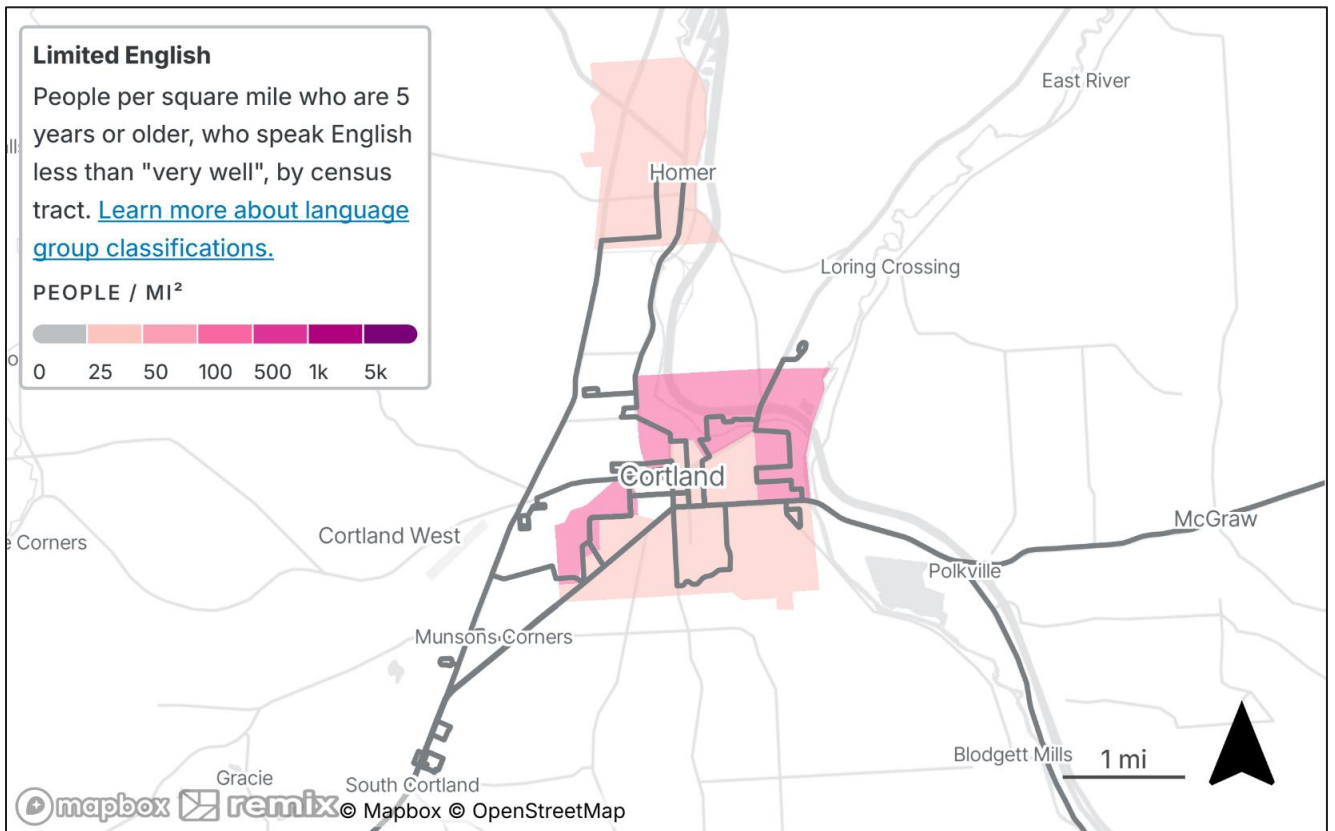 Limited English
People per square mile who are 5
years or older, who speak English
less than "very well", by census
tract. Learn more about language
group classifications.
PEOPLE / MI²
0 25 50 100 500 1k 5k
East River
Homer
Loring Crossing
Cortland
McGraw
Cortland West
Corners
Polkville
Munsons Corners
Blodgett Mills
1 mi
Gracie
South Cortland
mapbox remix © Mapbox © OpenStreetMap